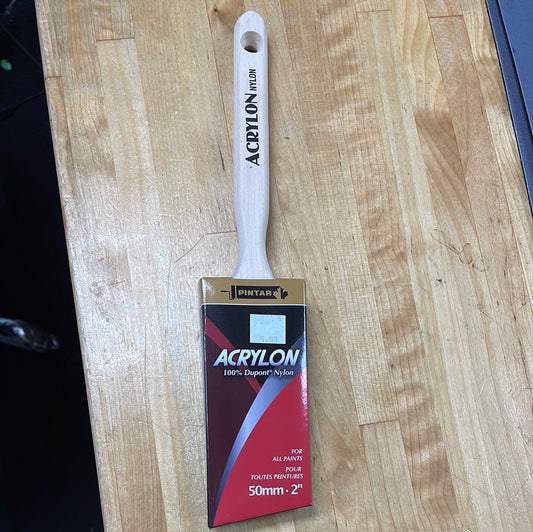 ACRYLON NYLON
PINTAR
ACRYLON
100% Dupont® Nylon
FOR
ALL PAINTS
POUR
TOUTES PEINTURES
50mm · 2"